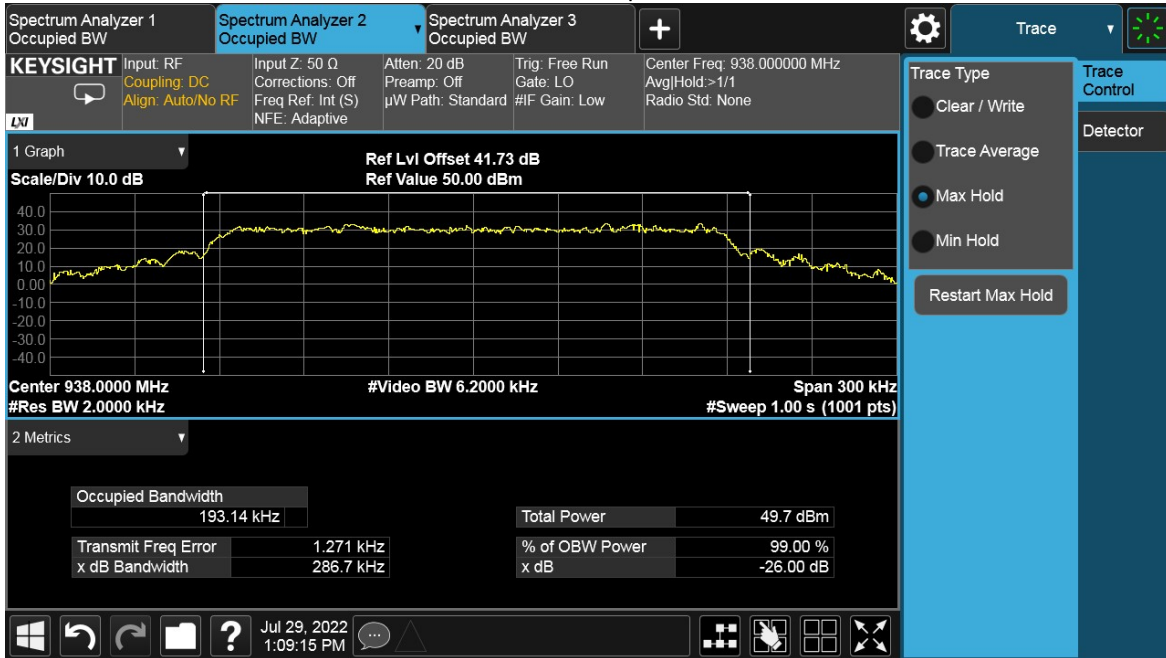 Spectrum Analyzer 1
Occupied BW
Spectrum Analyzer 2
Occupied BW
Spectrum Analyzer 3
Occupied BW
+
Trace
KEYSIGHT
LXI
Input: RF
Coupling: DC
Align: Auto/No RF
Input Z: 50 Ω
Corrections: Off
Freq Ref: Int (S)
NFE: Adaptive
Atten: 20 dB
Preamp: Off
µW Path: Standard
Trig: Free Run
Gate: LO
#IF Gain: Low
Center Freq: 938.000000 MHz
Avg|Hold:>1/1
Radio Std: None
1 Graph
Scale/Div 10.0 dB
Ref Lvl Offset 41.73 dB
Ref Value 50.00 dBm
40.0
30.0
20.0
10.0
0.00
-10.0
-20.0
-30.0
-40.0
Center 938.0000 MHz
#Video BW 6.2000 kHz
Span 300 kHz
#Res BW 2.0000 kHz
#Sweep 1.00 s (1001 pts)
2 Metrics
Occupied Bandwidth
193.14 kHz
Total Power 49.7 dBm
Transmit Freq Error 1.271 kHz
% of OBW Power 99.00 %
x dB Bandwidth 286.7 kHz
x dB -26.00 dB
?
Jul 29, 2022
1:09:15 PM
Trace Type
Clear / Write
Trace Average
Max Hold
Min Hold
Restart Max Hold
Trace
Control
Detector